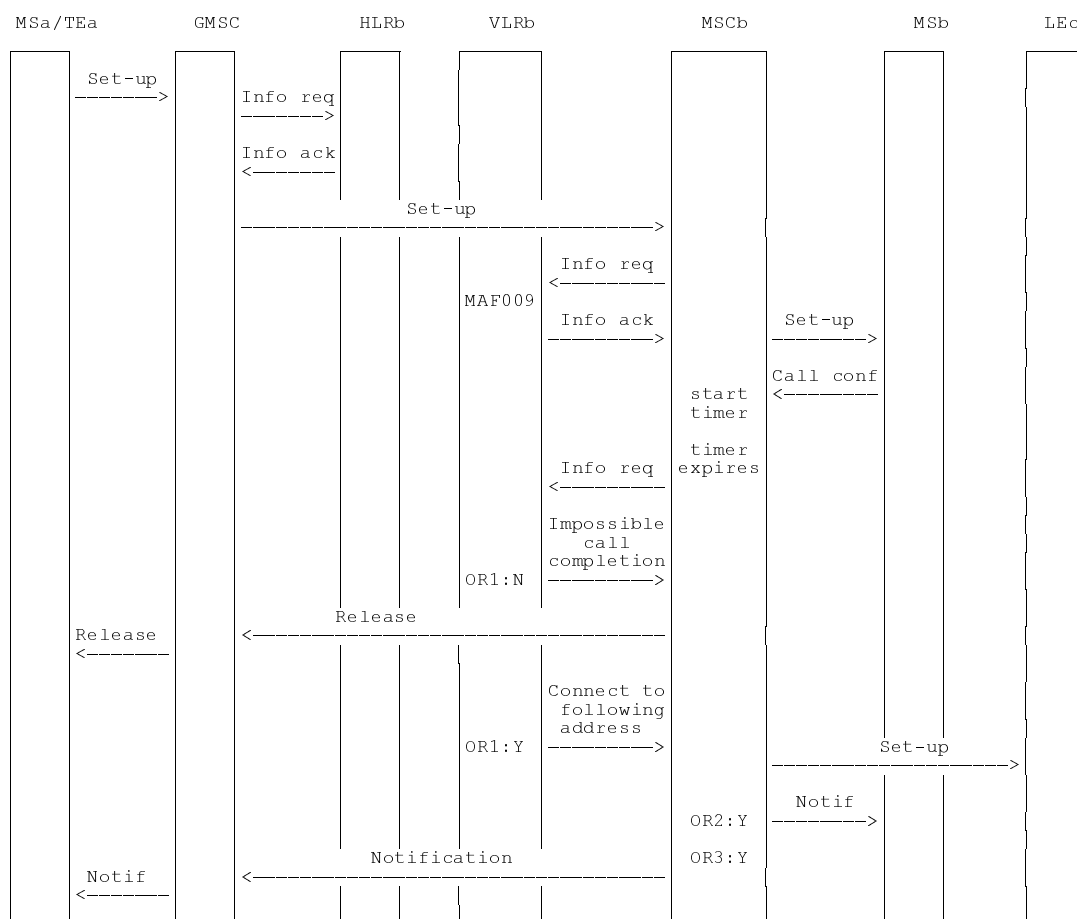 MSa/TEa GMSC HLRb VLRb MSCb MSb LEc
Set-up
Info req
Info ack
Set-up
Info req
MAF009
Info ack Set-up
Call conf
start
timer
timer
Info req expires
Impossible
call
completion
OR1:N
Release
Release
Connect to
following
address
OR1:Y Set-up
Notif
OR2:Y
Notification OR3:Y
Notif